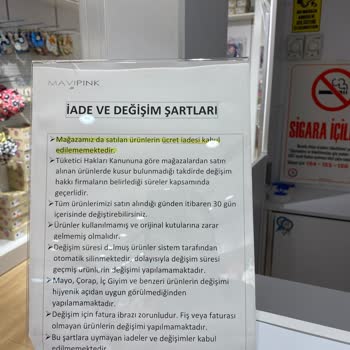 MAVIPINK
İADE VE DEĞİŞİM ŞARTLARI
➢Mağazamız da satılan ürünlerin ücret iadesi kabul
edilememektedir.
➢Tüketici Hakları Kanununa göre mağazalardan satın
alınan ürünlerde kusur bulunmadığı takdirde değişim
hakkı firmaların belirlediği süreler kapsamında
geçerlidir.
➢Tüm ürünlerimizi satın alındığı günden itibaren 30 gün
içerisinde değiştirebilirsiniz.
➢Ürünler kullanılmamış ve orijinal kutularına zarar
gelmemiş olmalıdır.
➢Değişim süresi dolmuş ürünler sistem tarafından
otomatik silinmektedir, dolayısıyla değişim süresi
geçmiş ürünlerin değişimi yapılamamaktadır.
➢Mayo, Çorap, İç Giyim ve benzeri ürünlerin değişimi
hijyenik açıdan uygun görülmediğinden
yapılamamaktadır.
➢Değişim için fatura ibrazı zorunludur. Fiş veya faturası
olmayan ürünlerin değişimi yapılamamaktadır.
➢Bu şartlara uymayan iadeler ve değişimler kabul
edilmemektedir.
SİGARA İÇİL